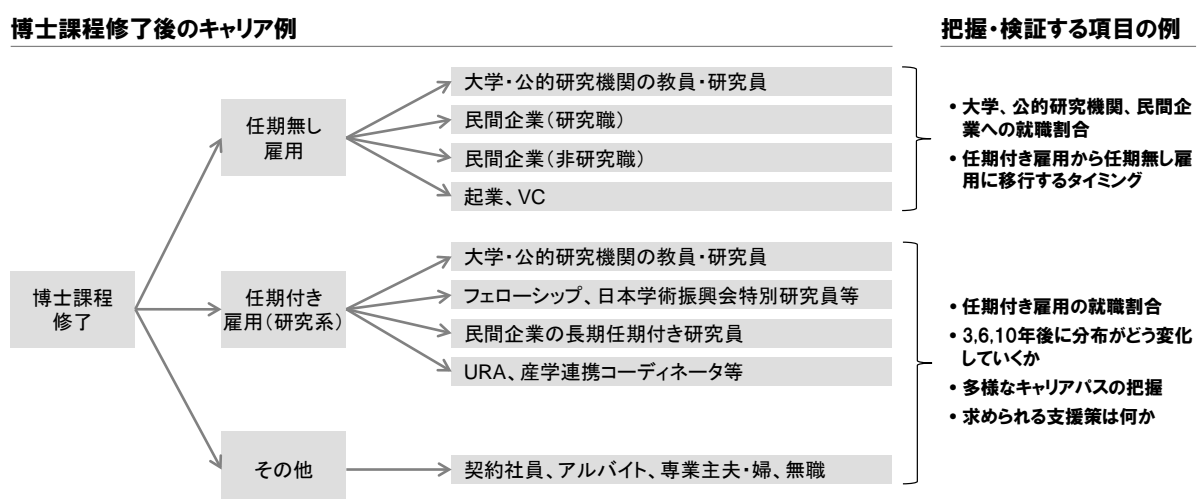 博士課程修了後のキャリア例
把握・検証する項目の例
博士課程
修了
任期無し
雇用
大学・公的研究機関の教員・研究員
民間企業(研究職)
民間企業(非研究職)
起業、VC
・大学、公的研究機関、民間企
業への就職割合
・任期付き雇用から任期無し雇
用に移行するタイミング
任期付き
雇用(研究系)
大学・公的研究機関の教員・研究員
フェローシップ、日本学術振興会特別研究員等
民間企業の長期任期付き研究員
URA、産学連携コーディネータ等
その他
契約社員、アルバイト、専業主夫・婦、無職
・任期付き雇用の就職割合
・3,6,10年後に分布がどう変化
していくか
・多様なキャリアパスの把握
・求められる支援策は何か